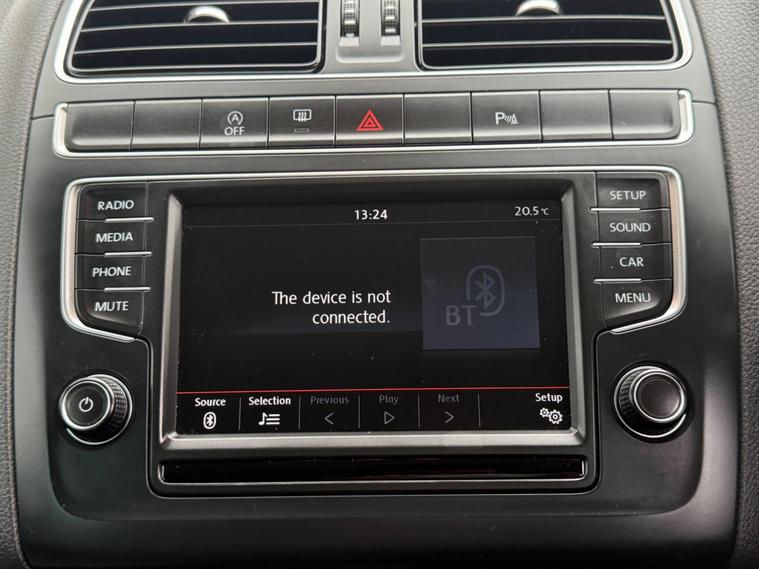 OFF
P
RADIO
MEDIA
PHONE
MUTE
13:24
20.5 °C
The device is not
connected.
BT
Source
Selection
Previous
Play
Next
Setup
SETUP
SOUND
CAR
MENU